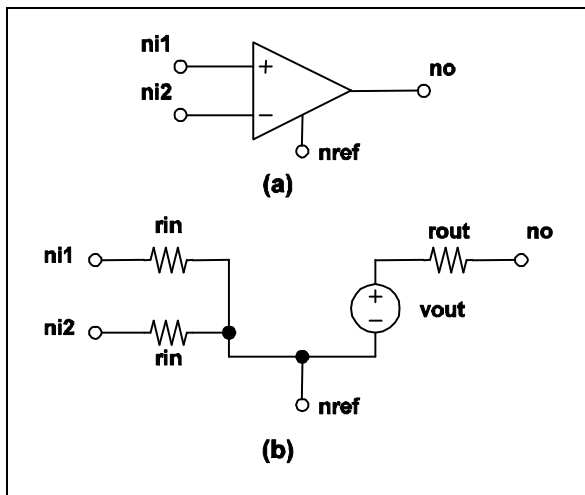 ni1
+
no
ni2
−
nref
(a)
rin
rout
no
ni1
+
vout
−
ni2
rin
nref
(b)